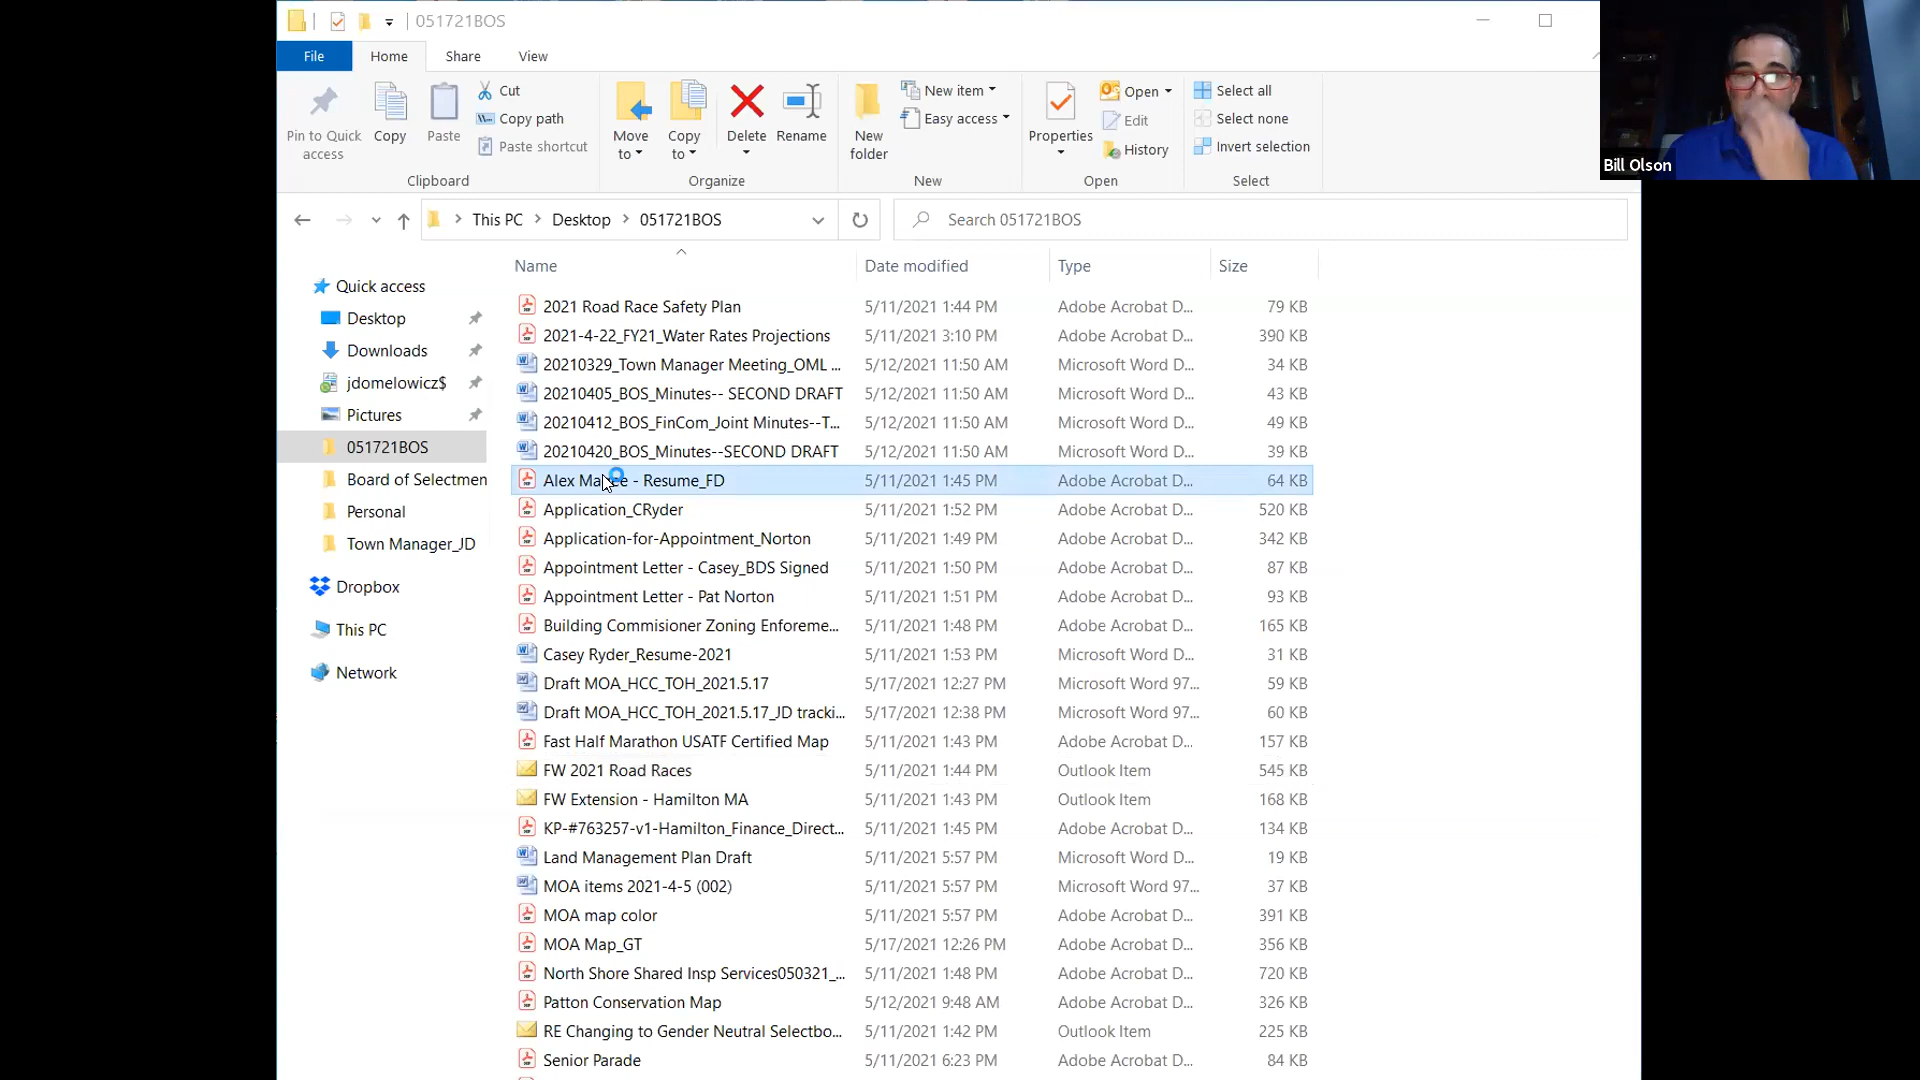 051721BOS
File Home Share View
Pin to Quick access
Copy
Paste
Cut
Copy path
Paste shortcut
Clipboard
Move to
Copy to
Delete
Rename
Organize
New folder
New item
Easy access
New
Properties
Open
Edit
History
Open
Select all
Select none
Invert selection
Select
Bill Olson
This PC Desktop 051721BOS
Search 051721BOS
Quick access
Desktop
Downloads
jdomelowicz$
Pictures
051721BOS
Board of Selectmen
Personal
Town Manager_JD
Dropbox
This PC
Network
Name Date modified Type Size
2021 Road Race Safety Plan 5/11/2021 1:44 PM Adobe Acrobat D... 79 KB
2021-4-22_FY21_Water Rates Projections 5/11/2021 3:10 PM Adobe Acrobat D... 390 KB
20210329_Town Manager Meeting_OML ... 5/12/2021 11:50 AM Microsoft Word D... 34 KB
20210405_BOS_Minutes-- SECOND DRAFT 5/12/2021 11:50 AM Microsoft Word D... 43 KB
20210412_BOS_FinCom_Joint Minutes--T... 5/12/2021 11:50 AM Microsoft Word D... 49 KB
20210420_BOS_Minutes--SECOND DRAFT 5/12/2021 11:50 AM Microsoft Word D... 39 KB
Alex - Resume_FD 5/11/2021 1:45 PM Adobe Acrobat D... 64 KB
Application_CRyder 5/11/2021 1:52 PM Adobe Acrobat D... 520 KB
Application-for-Appointment_Norton 5/11/2021 1:49 PM Adobe Acrobat D... 342 KB
Appointment Letter - Casey_BDS Signed 5/11/2021 1:50 PM Adobe Acrobat D... 87 KB
Appointment Letter - Pat Norton 5/11/2021 1:51 PM Adobe Acrobat D... 93 KB
Building Commisioner Zoning Enforeme... 5/11/2021 1:48 PM Adobe Acrobat D... 165 KB
Casey Ryder_Resume-2021 5/11/2021 1:53 PM Microsoft Word D... 31 KB
Draft MOA_HCC_TOH_2021.5.17 5/17/2021 12:27 PM Microsoft Word 97... 59 KB
Draft MOA_HCC_TOH_2021.5.17_JD tracki... 5/17/2021 12:38 PM Microsoft Word 97... 60 KB
Fast Half Marathon USATF Certified Map 5/11/2021 1:43 PM Adobe Acrobat D... 157 KB
FW 2021 Road Races 5/11/2021 1:44 PM Outlook Item 545 KB
FW Extension - Hamilton MA 5/11/2021 1:43 PM Outlook Item 168 KB
KP-#763257-v1-Hamilton_Finance_Direct... 5/11/2021 1:45 PM Adobe Acrobat D... 134 KB
Land Management Plan Draft 5/11/2021 5:57 PM Microsoft Word D... 19 KB
MOA items 2021-4-5 (002) 5/11/2021 5:57 PM Microsoft Word 97... 37 KB
MOA map color 5/11/2021 5:57 PM Adobe Acrobat D... 391 KB
MOA Map_GT 5/17/2021 12:26 PM Adobe Acrobat D... 356 KB
North Shore Shared Insp Services050321_... 5/11/2021 1:48 PM Adobe Acrobat D... 720 KB
Patton Conservation Map 5/12/2021 9:48 AM Adobe Acrobat D... 326 KB
RE Changing to Gender Neutral Selectbo... 5/11/2021 1:42 PM Outlook Item 225 KB
Senior Parade 5/11/2021 6:23 PM Adobe Acrobat D... 84 KB